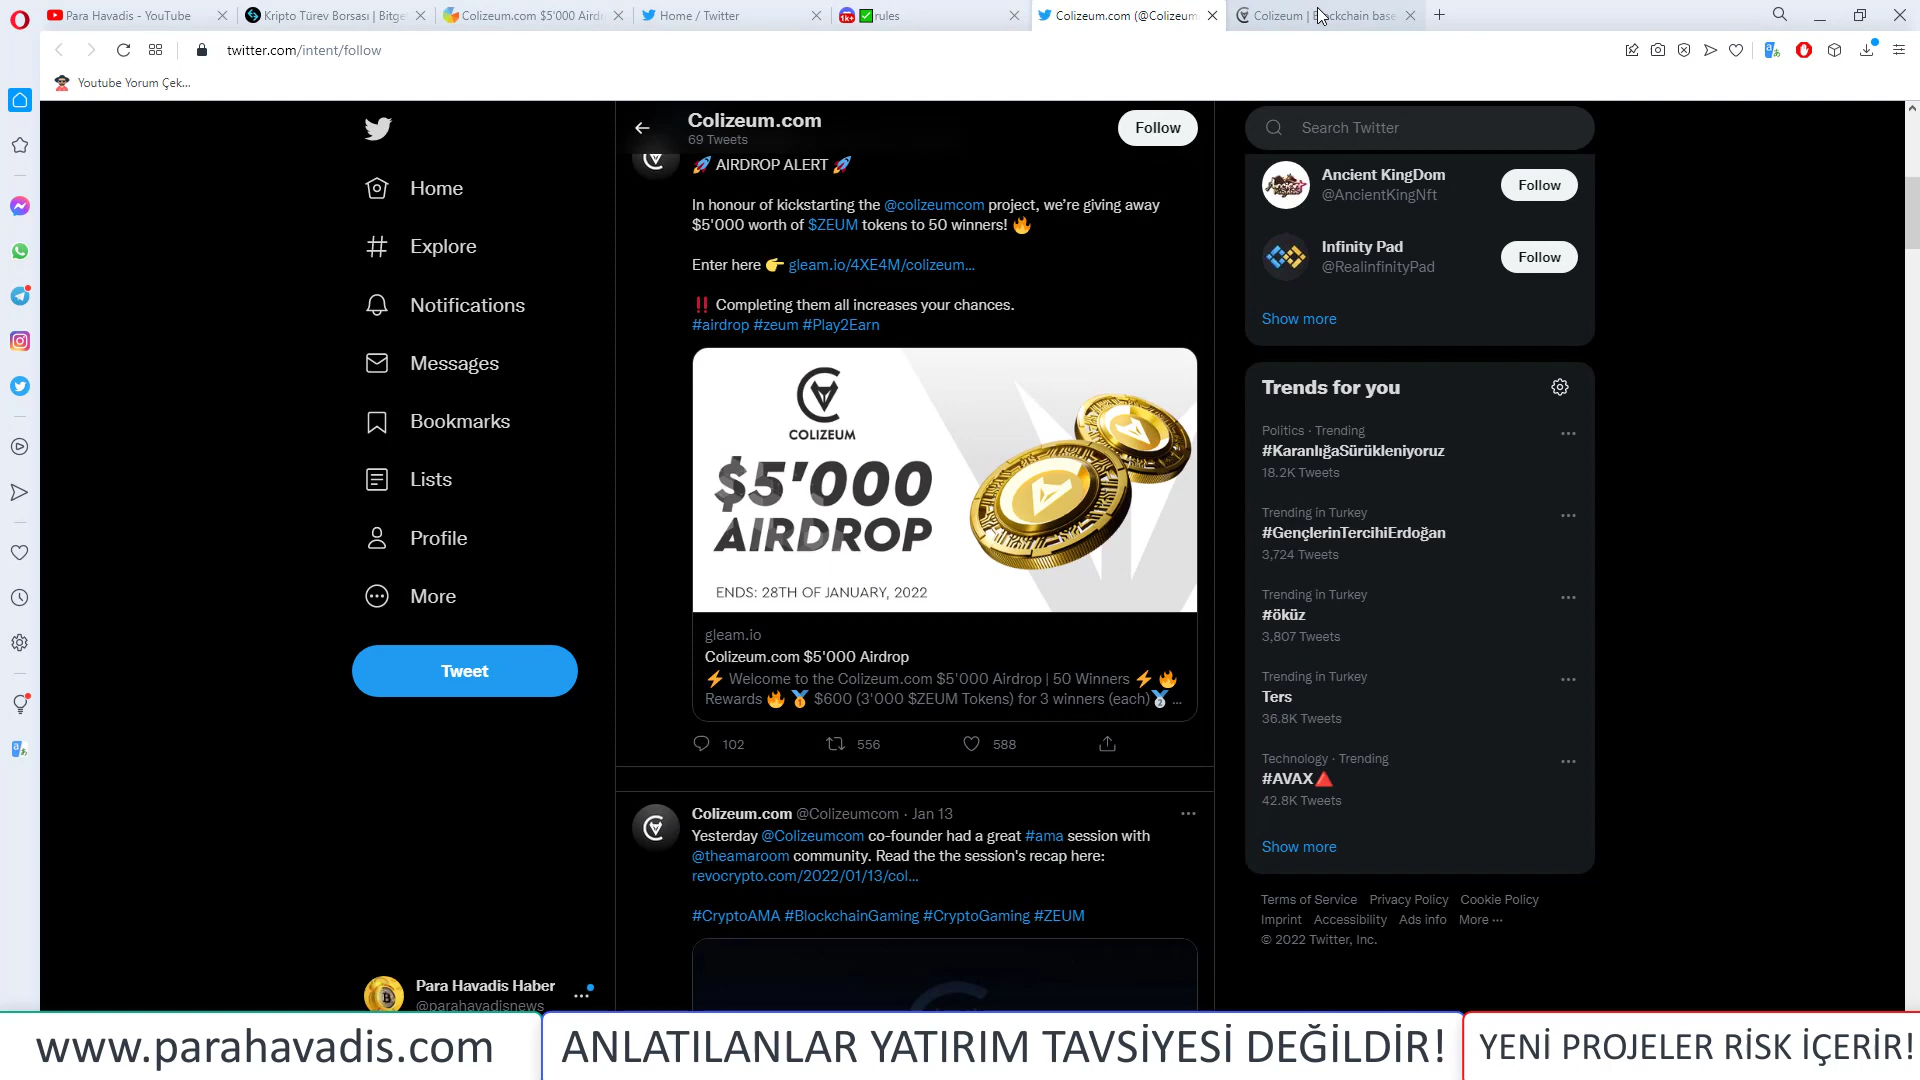 Para Havadis - YouTube
Kripto Türev Borsası | Bitge
Colizeum.com $5'000 Airdr
Home / Twitter
rules
Colizeum.com (@Colizeum
Colizeum | Blockchain base
twitter.com/intent/follow
Youtube Yorum Çek...
Home
Explore
Notifications
Messages
Bookmarks
Lists
Profile
More
Tweet
Para Havadis Haber
@parahavadisnews
Colizeum.com
69 Tweets
Follow
🚀 AIRDROP ALERT 🚀
In honour of kickstarting the @colizeumcom project, we're giving away
$5'000 worth of $ZEUM tokens to 50 winners! 🔥
Enter here 👉 gleam.io/4XE4M/colizeum...
‼️ Completing them all increases your chances.
#airdrop #zeum #Play2Earn
COLIZEUM
$5'000
AIRDROP
ENDS: 28TH OF JANUARY, 2022
gleam.io
Colizeum.com $5'000 Airdrop
⚡ Welcome to the Colizeum.com $5'000 Airdrop | 50 Winners ⚡ 🔥
Rewards 🔥 🥇 $600 (3'000 $ZEUM Tokens) for 3 winners (each)🥈 ...
102
556
588
Colizeum.com @Colizeumcom · Jan 13
Yesterday @Colizeumcom co-founder had a great #ama session with
@theamaroom community. Read the the session's recap here:
revocrypto.com/2022/01/13/col...
#CryptoAMA #BlockchainGaming #CryptoGaming #ZEUM
Search Twitter
Ancient KingDom
@AncientKingNft
Follow
Infinity Pad
@RealinfinityPad
Follow
Show more
Trends for you
Politics · Trending
#KaranlığaSürükleniyoruz
18.2K Tweets
Trending in Turkey
#GençlerinTercihiErdoğan
3,724 Tweets
Trending in Turkey
#öküz
3,807 Tweets
Trending in Turkey
Ters
36.8K Tweets
Technology · Trending
#AVAX🔺
42.8K Tweets
Show more
Terms of Service Privacy Policy Cookie Policy
Imprint Accessibility Ads info More ···
© 2022 Twitter, Inc.
www.parahavadis.com
ANLATILANLAR YATIRIM TAVSİYESİ DEĞİLDİR!
YENİ PROJELER RİSK İÇERİR!